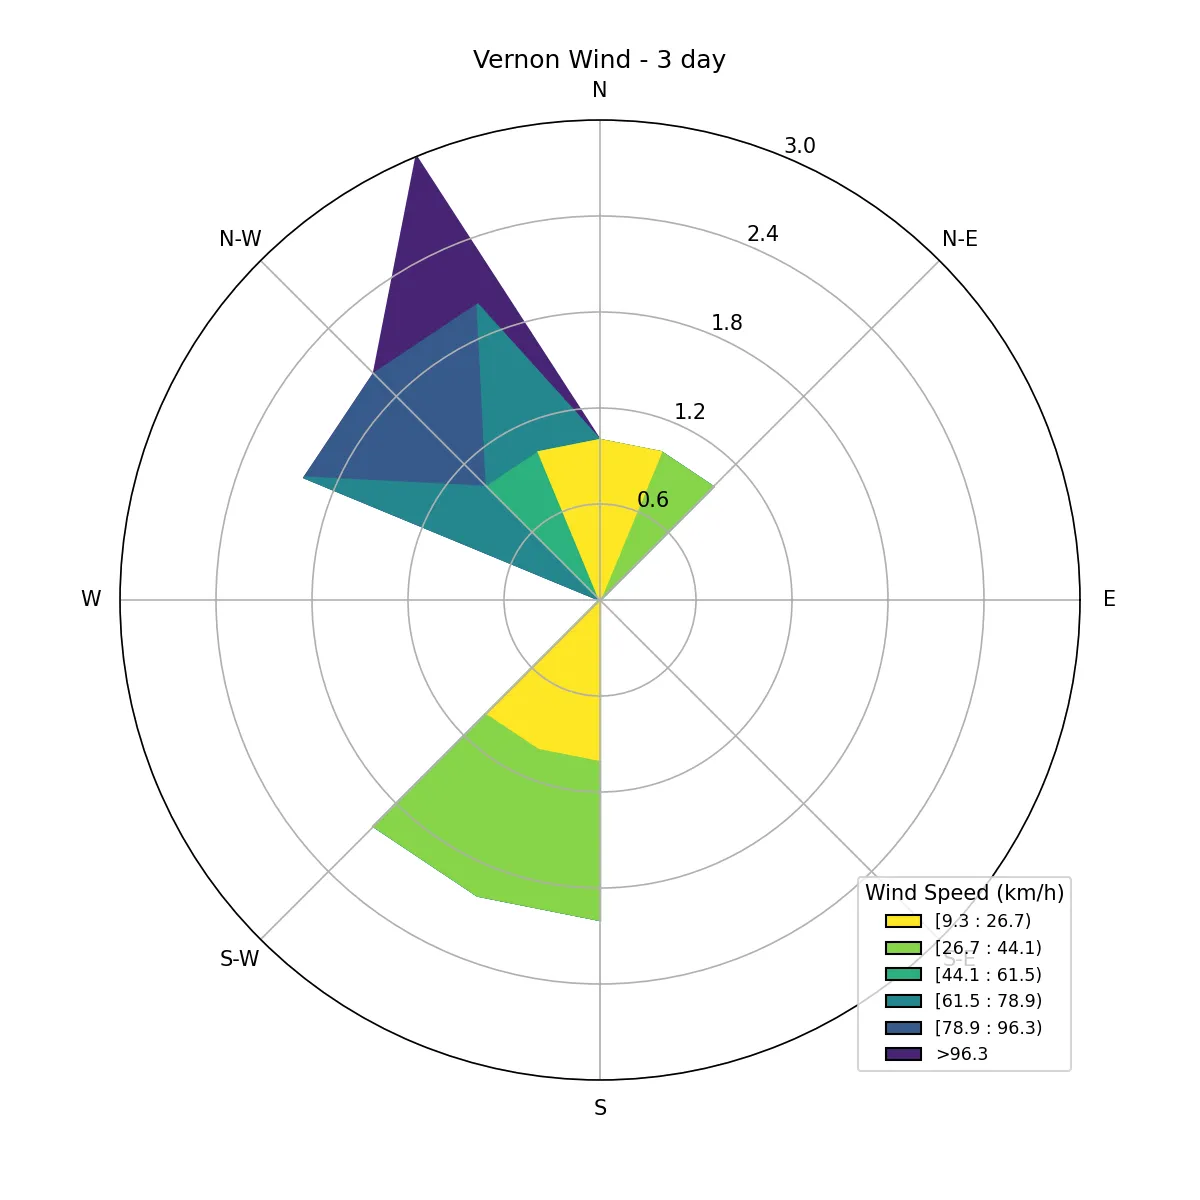 Vernon Wind - 3 day
N
3.0
N-W
2.4
N-E
1.8
1.2
0.6
W
E
Wind Speed (km/h)
[9.3 : 26.7)
[26.7 : 44.1)
S-W
S-E
[44.1 : 61.5)
[61.5 : 78.9)
[78.9 : 96.3)
>96.3
S